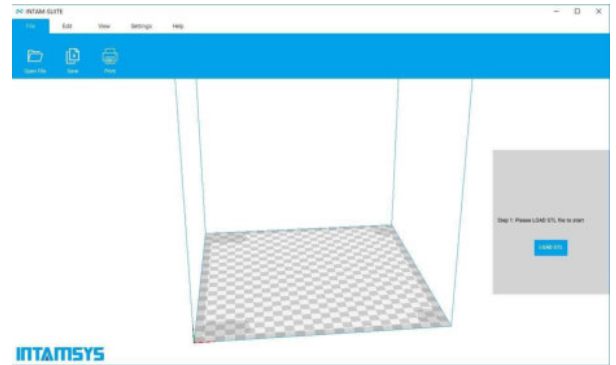 INTAM-SUITE
File Edit View Settings Help
Open File Save Print
Step 1: Please LOAD STL file to start
LOAD STL
INTAMSYS